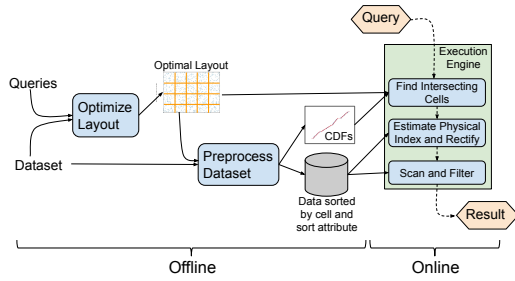 Query
Execution
Engine
Optimal Layout
Queries
Optimize
Layout
Find Intersecting
Cells
CDFs
Estimate Physical
Index and Rectify
Dataset
Preprocess
Dataset
Scan and Filter
Data sorted
by cell and
sort attribute
Result
Offline
Online